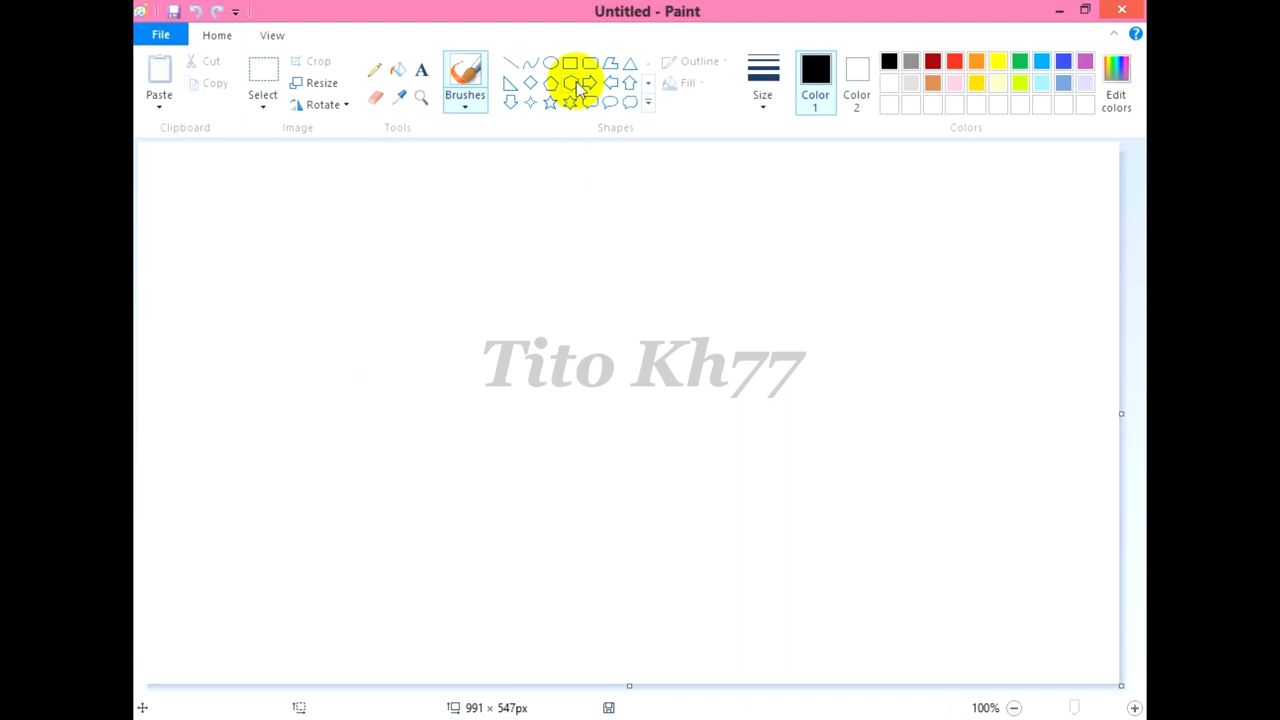 Untitled - Paint
File Home View
Cut Crop Outline
Copy Resize Fill
Rotate
Paste Select Brushes Size Color 1 Color 2 Edit colors
Clipboard Image Tools Shapes Colors
Tito Kh77
991 × 547px 100%